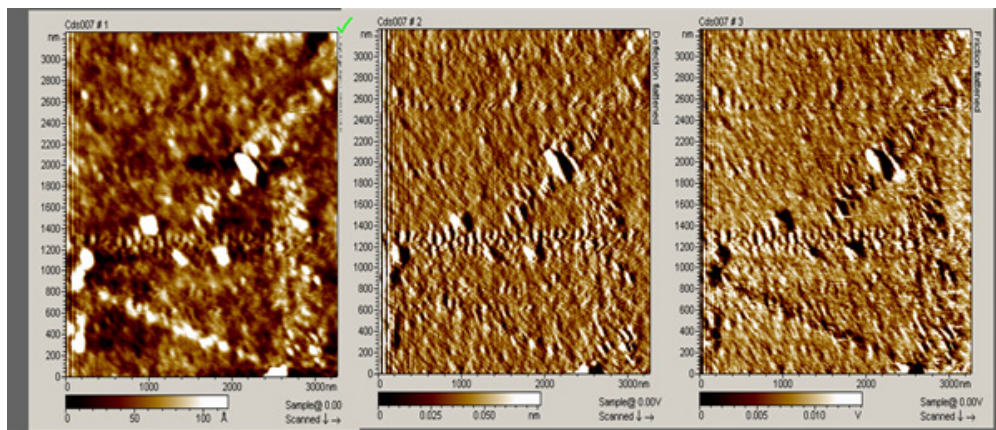 Cds007 # 1
nm
3000
2800
2600
2400
2200
2000
1800
1600
1400
1200
1000
800
600
400
200
0
0 1000 2000 3000nm
0 50 100 Å
Sample@ 0.00
Scanned ↓ →
Cds007 # 2
nm
3000
2800
2600
2400
2200
2000
1800
1600
1400
1200
1000
800
600
400
200
0
0 1000 2000 3000nm
0 0.025 0.050 nm
Sample@ 0.00V
Scanned ↓ →
Deflection flattened
Cds007 # 3
nm
3000
2800
2600
2400
2200
2000
1800
1600
1400
1200
1000
800
600
400
200
0
0 1000 2000 3000nm
0 0.005 0.010 V
Sample@ 0.00V
Scanned ↓ →
Friction flattened